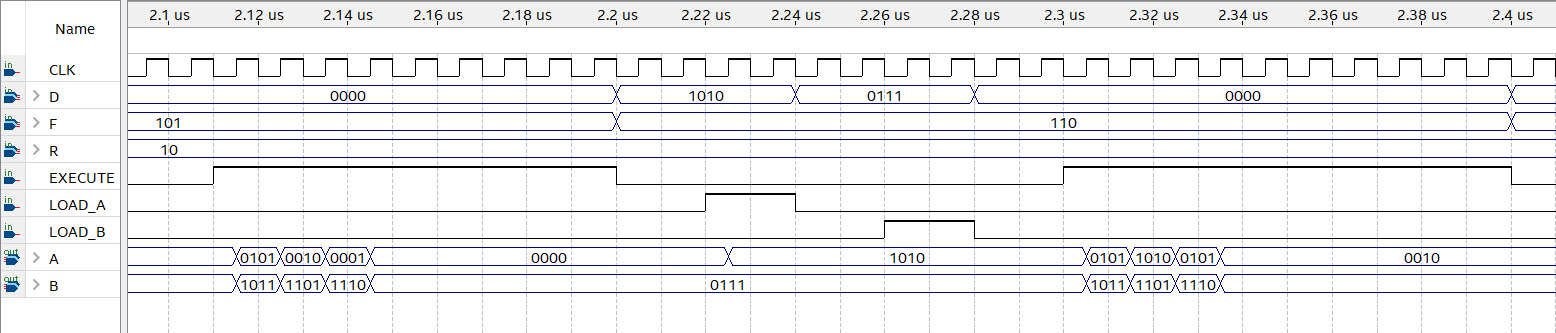 Name 2.1 us 2.12 us 2.14 us 2.16 us 2.18 us 2.2 us 2.22 us 2.24 us 2.26 us 2.28 us 2.3 us 2.32 us 2.34 us 2.36 us 2.38 us 2.4 us
in CLK
in D 0000 1010 0111 0000
in F 101 110
in R 10
in EXECUTE
in LOAD_A
in LOAD_B
out A 0101 0010 0001 0000 1010 0101 1010 0101 0010
out B 1011 1101 1110 0111 1011 1101 1110 0111